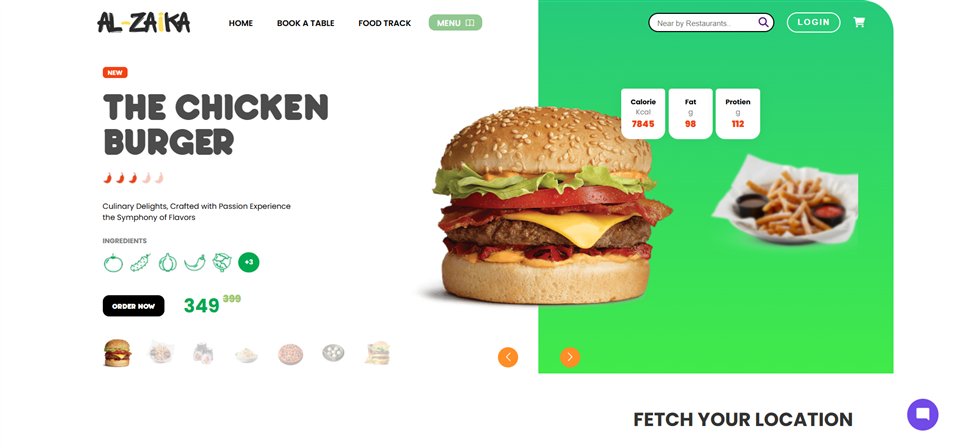 AL-ZAIKA
HOME
BOOK A TABLE
FOOD TRACK
MENU
Near by Restaurants..
LOGIN
NEW
THE CHICKEN
BURGER
Calorie
Kcal
7845
Fat
g
98
Protien
g
112
Culinary Delights, Crafted with Passion Experience
the Symphony of Flavors
INGREDIENTS
+3
ORDER NOW
349
399
FETCH YOUR LOCATION